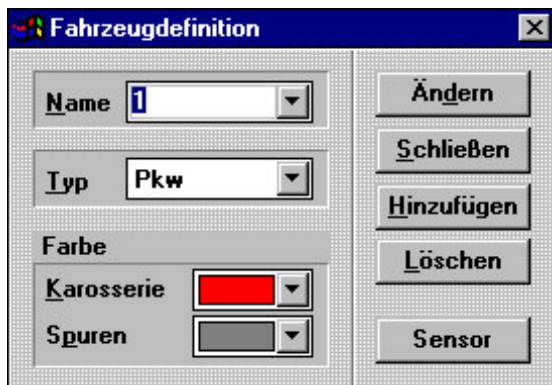 Fahrzeugdefinition
Name 1
Typ Pkw
Farbe
Karosserie
Spuren
Ändern
Schließen
Hinzufügen
Löschen
Sensor